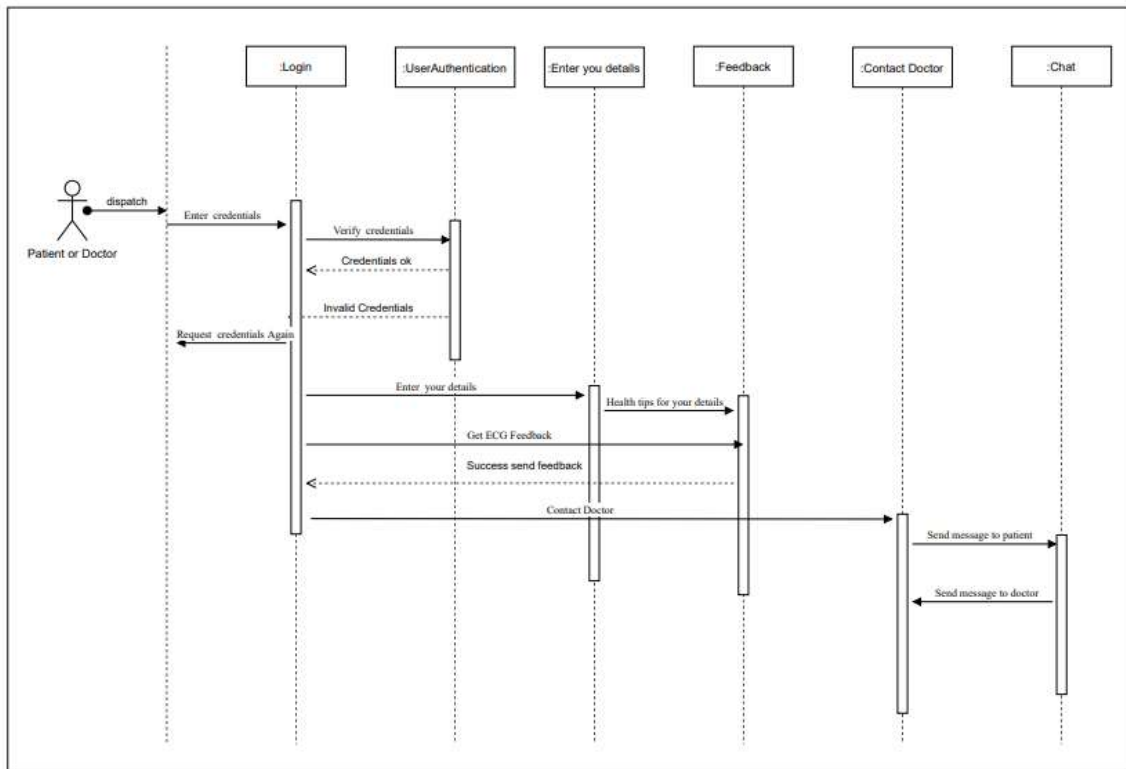 :Login
:UserAuthentication
:Enter you details
:Feedback
:Contact Doctor
:Chat
dispatch
Enter credentials
Patient or Doctor
Verify credentials
Credentials ok
Invalid Credentials
Request credentials Again
Enter your details
Health tips for your details
Get ECG Feedback
Success send feedback
Contact Doctor
Send message to patient
Send message to doctor